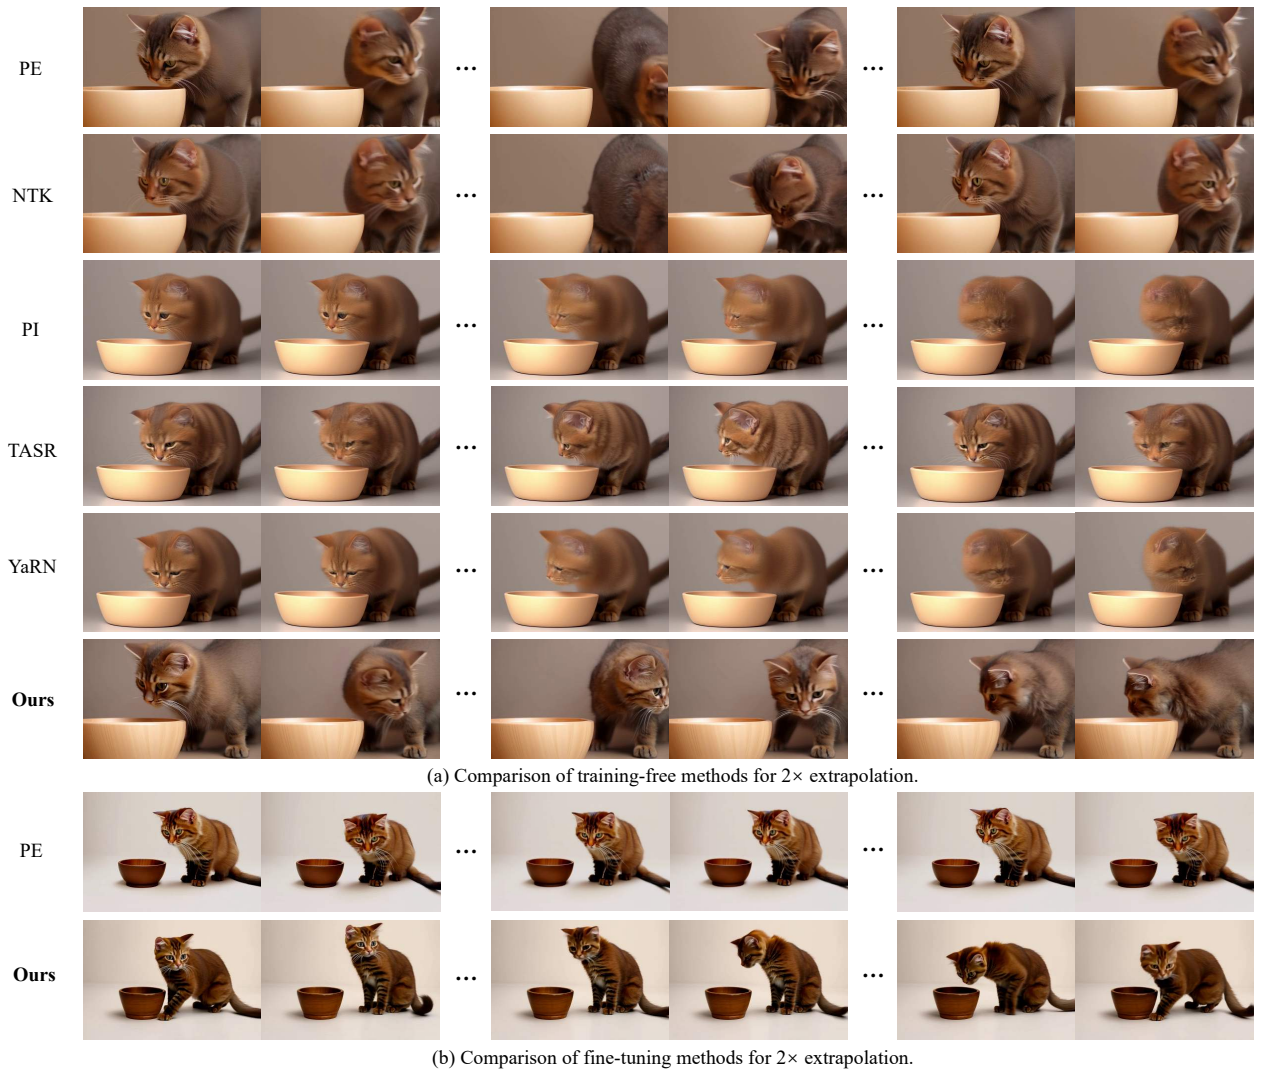 PE
...
...
NTK
...
...
PI
...
...
TASR
...
...
YaRN
...
...
Ours
...
...
(a) Comparison of training-free methods for 2× extrapolation.
PE
...
...
Ours
...
...
(b) Comparison of fine-tuning methods for 2× extrapolation.